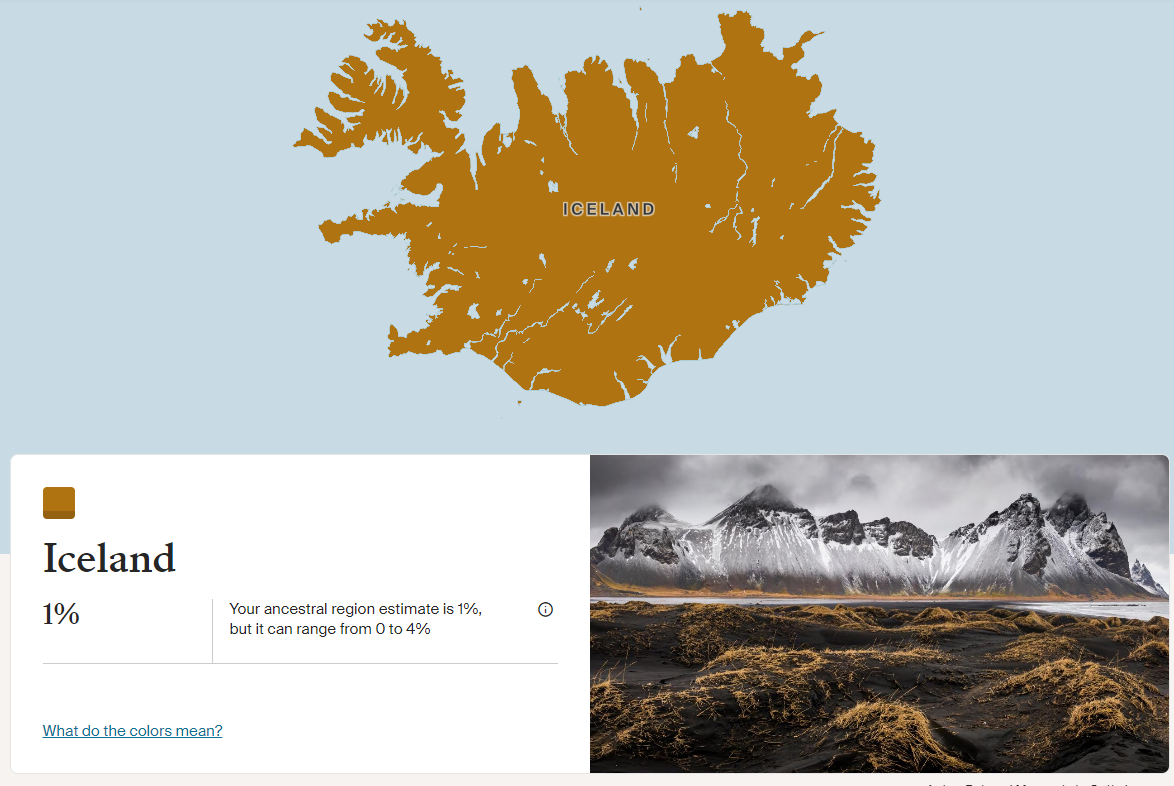 ICELAND
Iceland
1%
Your ancestral region estimate is 1%,
but it can range from 0 to 4%
What do the colors mean?